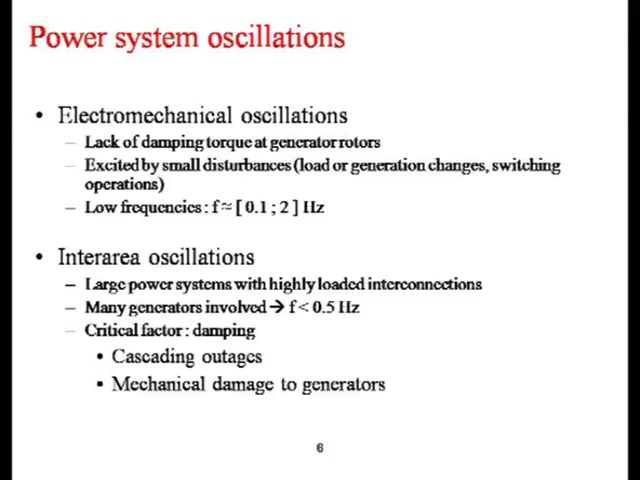 Power system oscillations
• Electromechanical oscillations
– Lack of damping torque at generator rotors
– Excited by small disturbances (load or generation changes, switching
operations)
– Low frequencies : f ≈ [ 0.1 ; 2 ] Hz
• Interarea oscillations
– Large power systems with highly loaded interconnections
– Many generators involved → f < 0.5 Hz
– Critical factor : damping
• Cascading outages
• Mechanical damage to generators
6